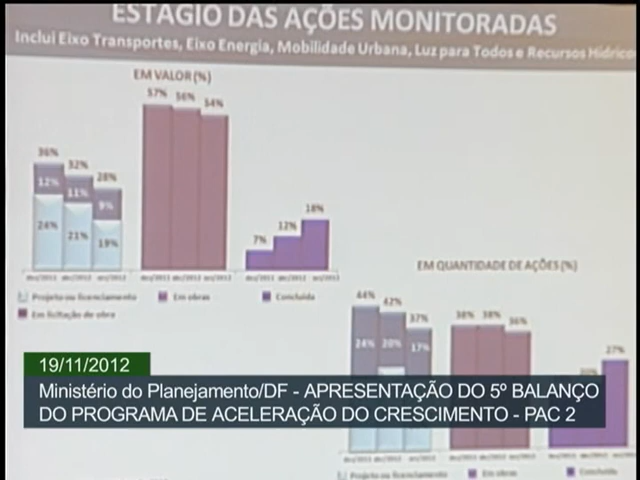 ESTÁGIO DAS AÇÕES MONITORADAS
Inclui Eixo Transportes, Eixo Energia, Mobilidade Urbana, Luz para Todos e Recursos Hídricos
EM VALOR (%)
57% 56% 54%
36% 32% 28%
12% 11% 9%
24% 21% 19%
7% 12% 18%
Projeto ou licenciamento Em obras Concluída
Em licitação de obra
EM QUANTIDADE DE AÇÕES (%)
44% 42% 37%
24% 20% 17%
38% 38% 36%
27%
19/11/2012
Ministério do Planejamento/DF - APRESENTAÇÃO DO 5º BALANÇO
DO PROGRAMA DE ACELERAÇÃO DO CRESCIMENTO - PAC 2
Projeto ou licenciamento Em obras Concluída